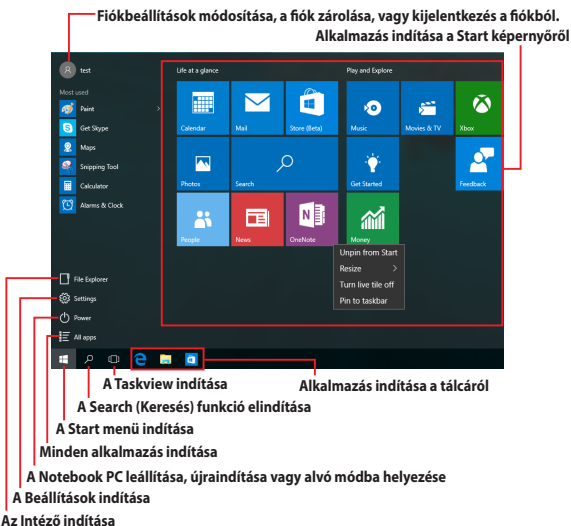 Fiókbeállítások módosítása, a fiók zárolása, vagy kijelentkezés a fiókból.
Alkalmazás indítása a Start képernyőről
test
Life at a glance
Play and Explore
Most used
Paint
Get Skype
Maps
Snipping Tool
Calculator
Alarms & Clock
Calendar
Mail
Store (Beta)
Music
Movies & TV
Xbox
Photos
Search
Get Started
Feedback
People
News
OneNote
Money
Unpin from Start
Resize
Turn live tile off
Pin to taskbar
File Explorer
Settings
Power
All apps
A Taskview indítása
Alkalmazás indítása a tálcáról
A Search (Keresés) funkció elindítása
A Start menü indítása
Minden alkalmazás indítása
A Notebook PC leállítása, újraindítása vagy alvó módba helyezése
A Beállítások indítása
Az Intéző indítása